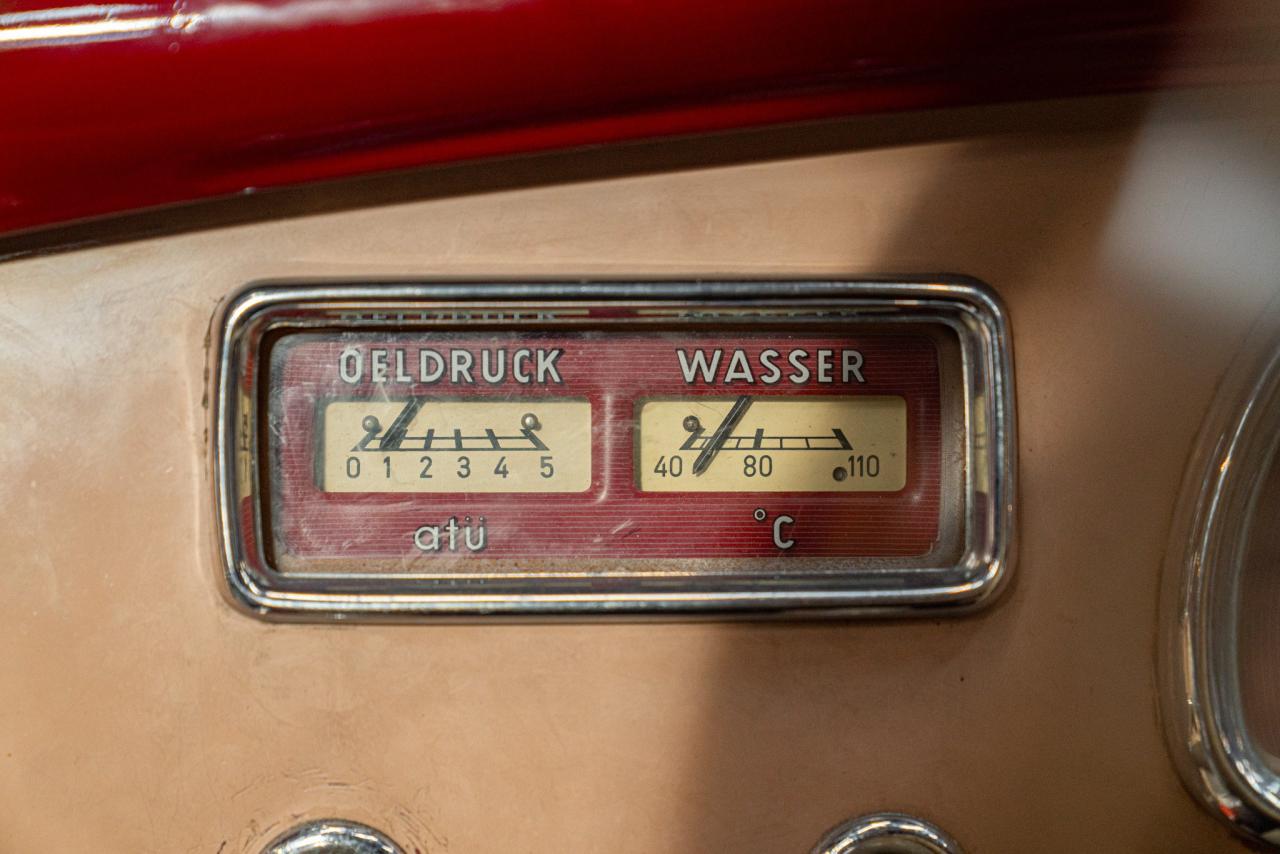 OELDRUCK WASSER
0 1 2 3 4 5 40 80 110
atü °C